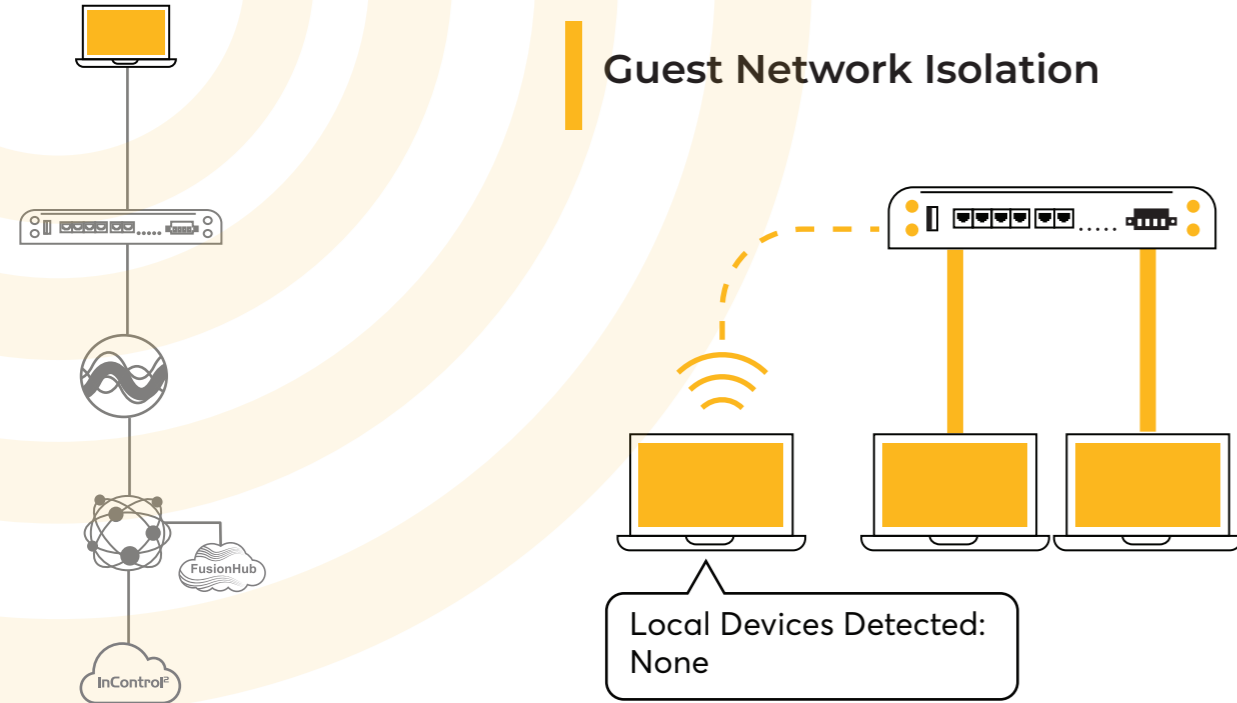 Guest Network Isolation
FusionHub
InControl²
Local Devices Detected:
None